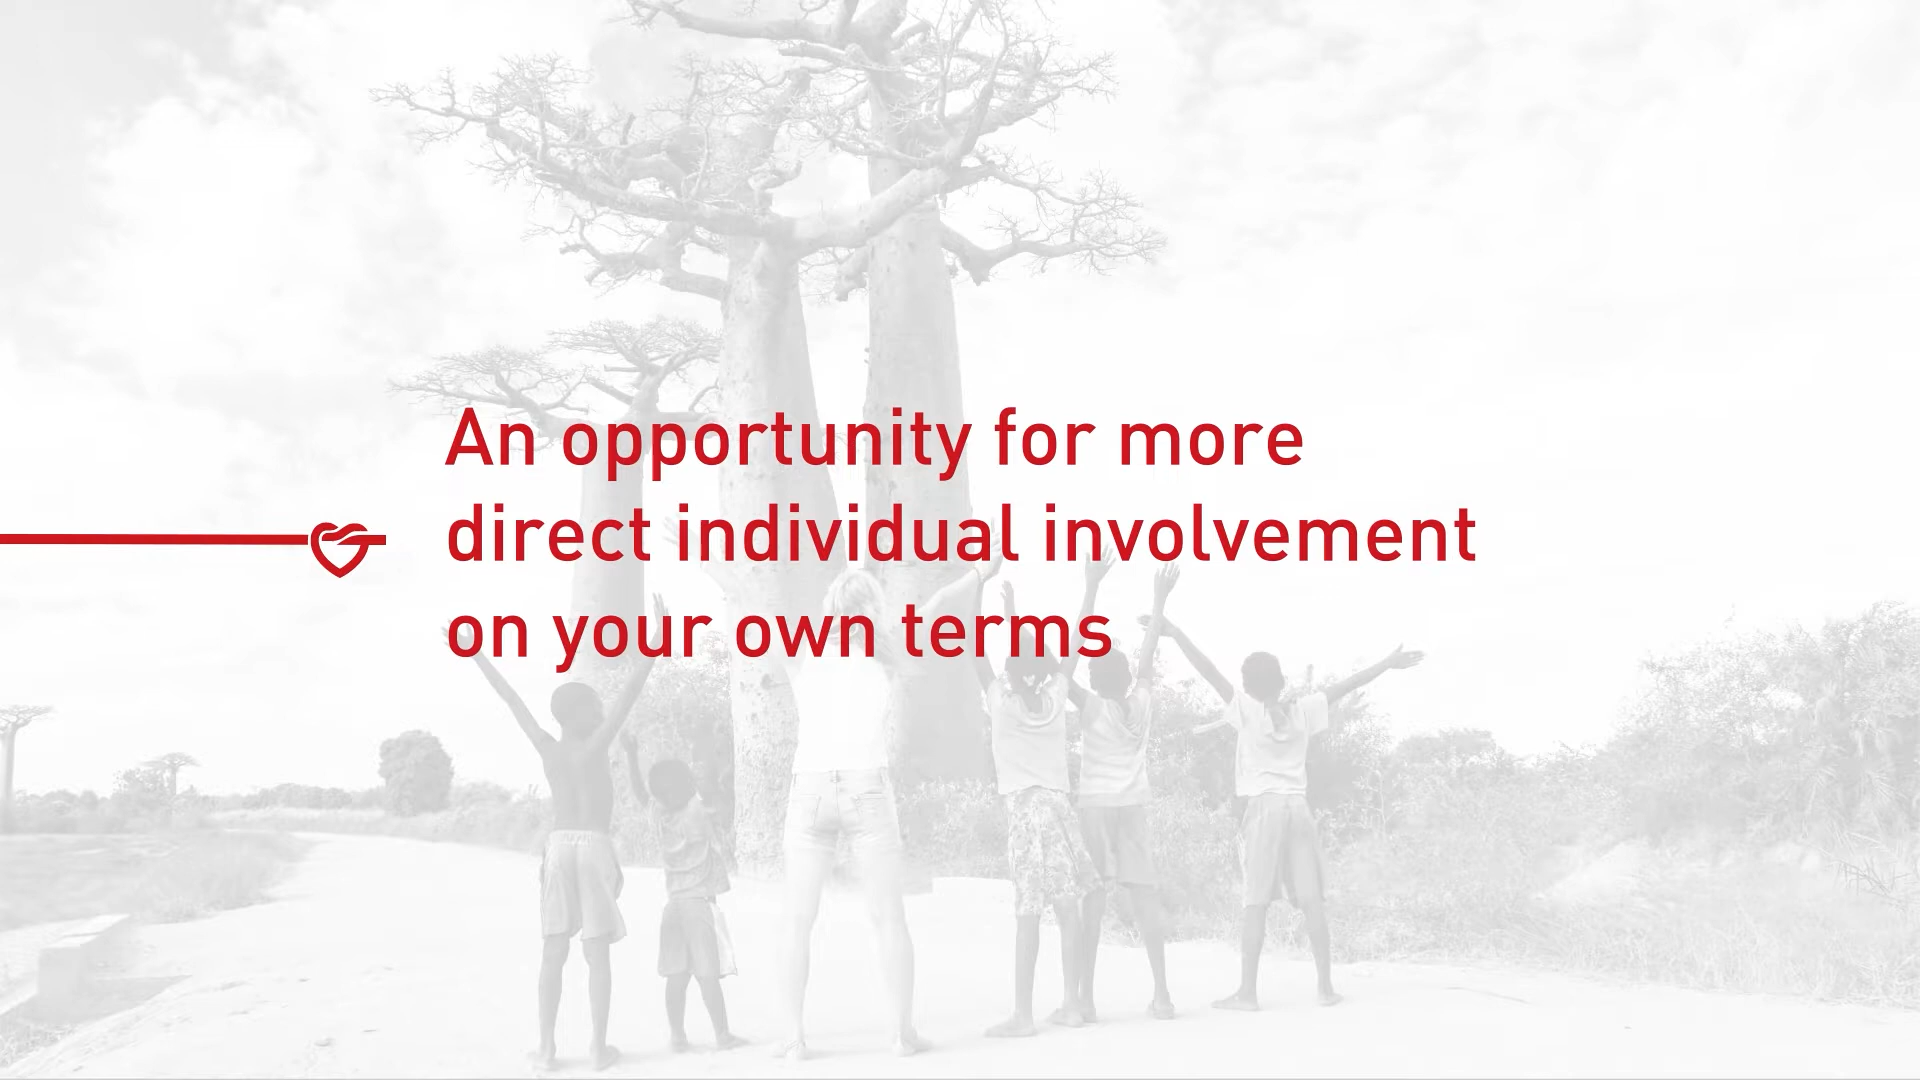 An opportunity for more
direct individual involvement
on your own terms